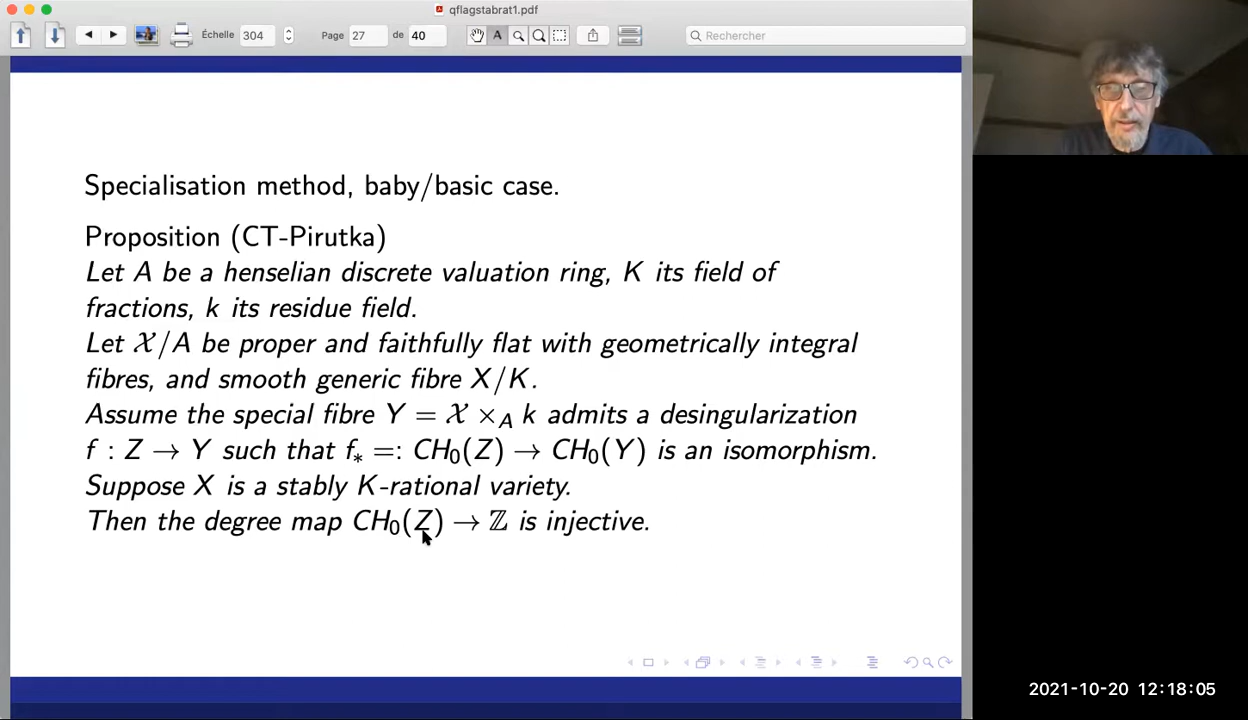 qflagstabrat1.pdf
Échelle 304 Page 27 de 40 A Rechercher
Specialisation method, baby/basic case.
Proposition (CT-Pirutka)
Let A be a henselian discrete valuation ring, K its field of
fractions, k its residue field.
Let 𝒳/A be proper and faithfully flat with geometrically integral
fibres, and smooth generic fibre X/K.
Assume the special fibre Y = 𝒳 ×_A k admits a desingularization
f : Z → Y such that f_* =: CH₀(Z) → CH₀(Y) is an isomorphism.
Suppose X is a stably K-rational variety.
Then the degree map CH₀(Z) → ℤ is injective.
2021-10-20 12:18:05